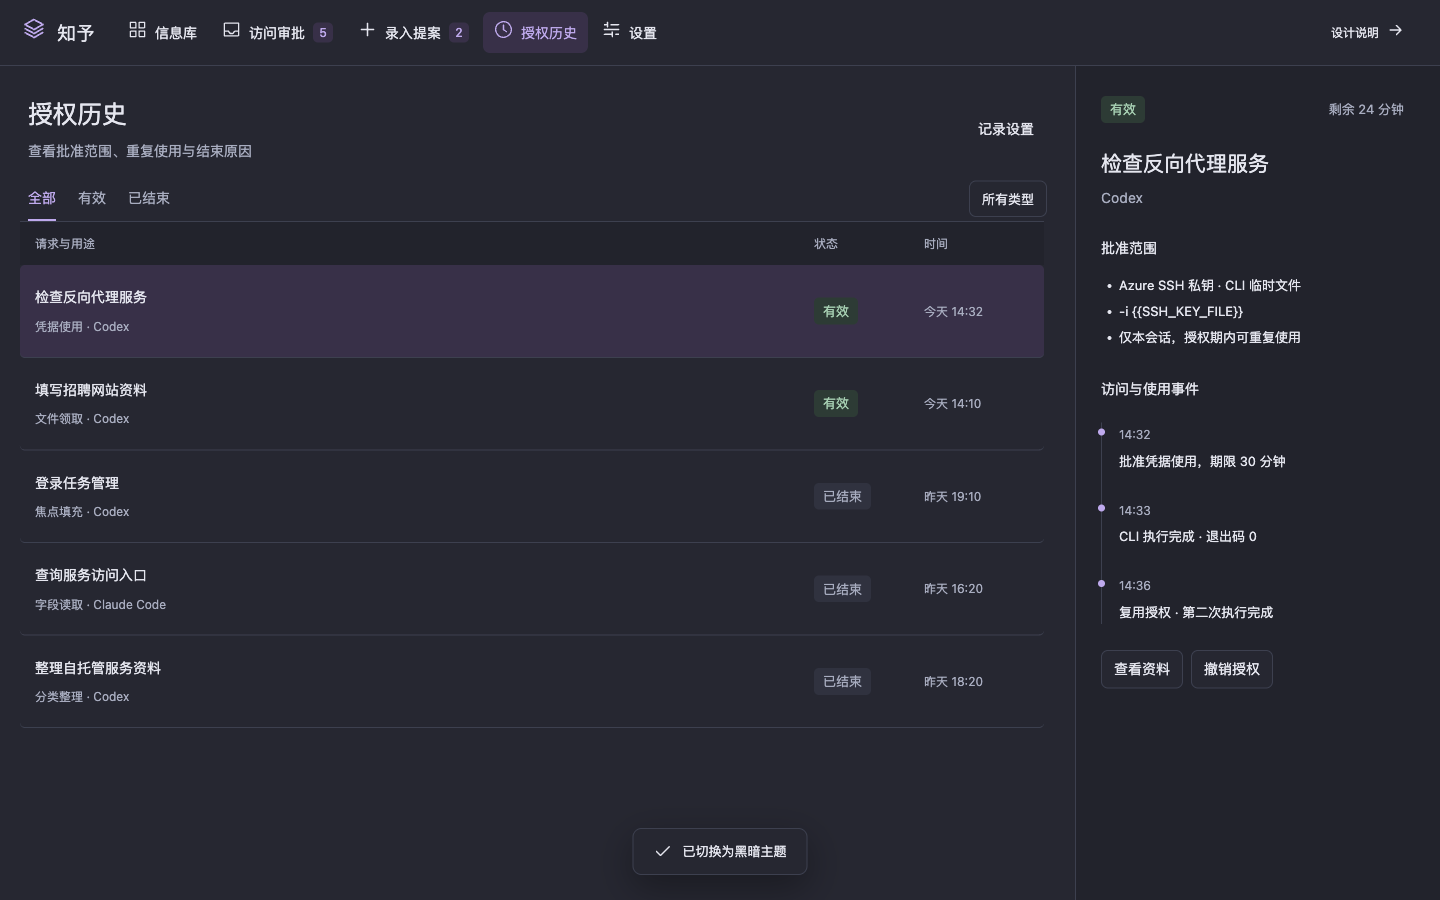 知予
信息库
访问审批 5
录入提案 2
授权历史
设置
设计说明
授权历史
查看批准范围、重复使用与结束原因
记录设置
全部 有效 已结束
所有类型
请求与用途 状态 时间
检查反向代理服务
凭据使用 · Codex
有效
今天 14:32
填写招聘网站资料
文件领取 · Codex
有效
今天 14:10
登录任务管理
焦点填充 · Codex
已结束
昨天 19:10
查询服务访问入口
字段读取 · Claude Code
已结束
昨天 16:20
整理自托管服务资料
分类整理 · Codex
已结束
昨天 18:20
有效
剩余 24 分钟
检查反向代理服务
Codex
批准范围
• Azure SSH 私钥 · CLI 临时文件
• -i {{SSH_KEY_FILE}}
• 仅本会话，授权期内可重复使用
访问与使用事件
14:32
批准凭据使用，期限 30 分钟
14:33
CLI 执行完成 · 退出码 0
14:36
复用授权 · 第二次执行完成
查看资料 撤销授权
已切换为黑暗主题